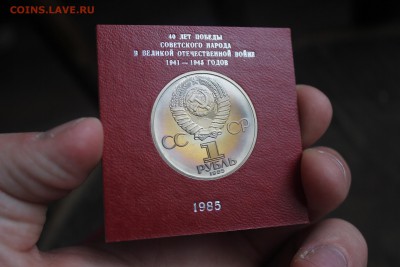 COINS.LAVE.RU
40 ЛЕТ ПОБЕДЫ
СОВЕТСКОГО НАРОДА
В ВЕЛИКОЙ ОТЕЧЕСТВЕННОЙ ВОЙНЕ
1941 — 1945 ГОДОВ
СС СР
1
РУБЛЬ
1985
1985